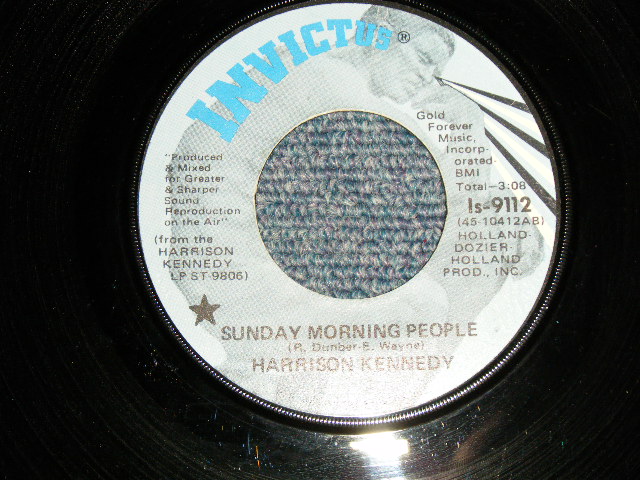 INVICTUS®
"Produced
& Mixed
for Greater
& Sharper
Sound
Reproduction
on the Air"
(from the
HARRISON
KENNEDY
LP ST-9806)
Gold
Forever
Music,
Incorp-
orated-
BMI
Total-3:08
Is-9112
(45-10412AB)
HOLLAND-
DOZIER-
HOLLAND
PROD., INC.
SUNDAY MORNING PEOPLE
(R. Dunbar-E. Wayne)
HARRISON KENNEDY